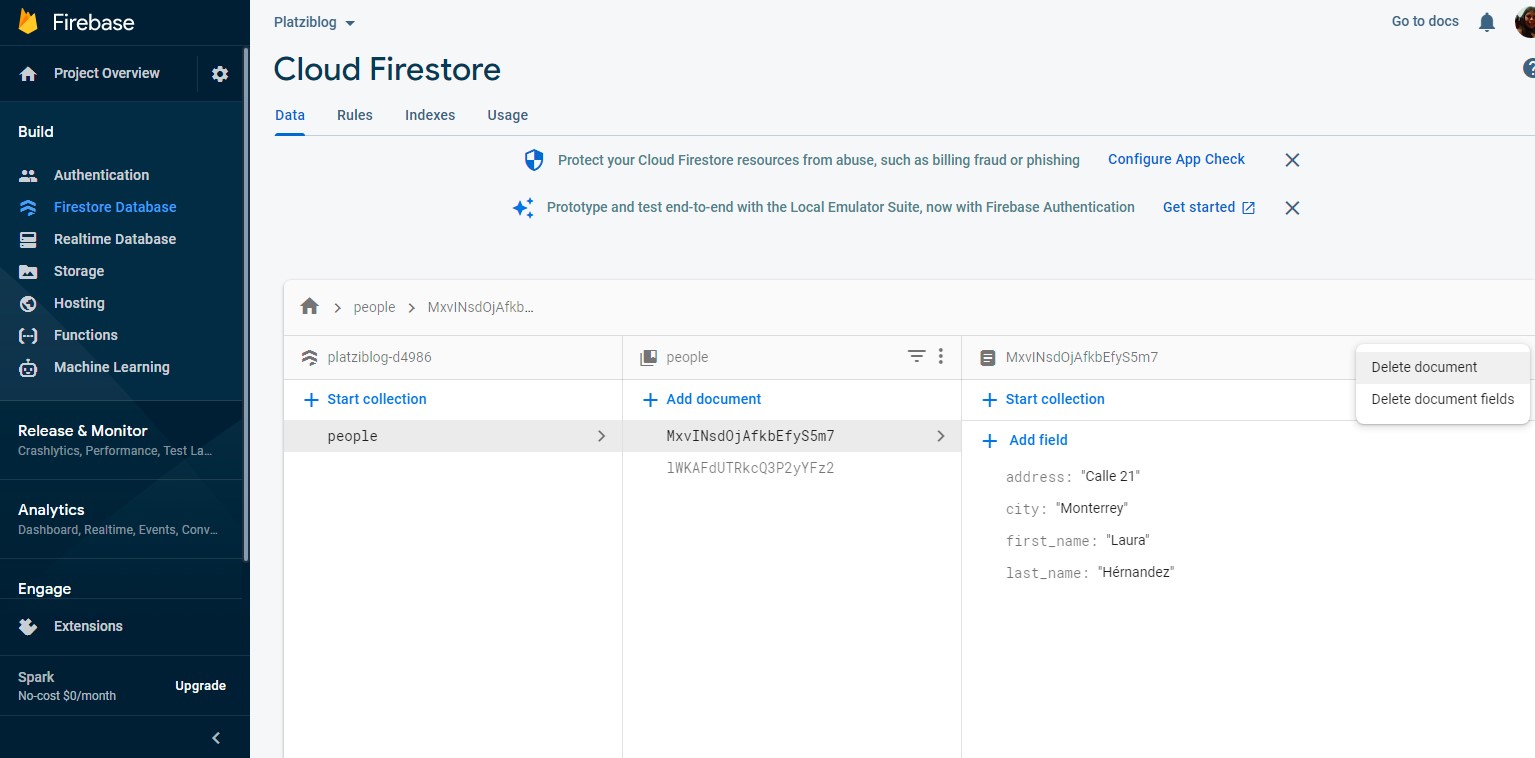 Firebase
Project Overview
Build
Authentication
Firestore Database
Realtime Database
Storage
Hosting
Functions
Machine Learning
Release & Monitor
Crashlytics, Performance, Test La...
Analytics
Dashboard, Realtime, Events, Conv...
Engage
Extensions
Spark
No-cost $0/month
Upgrade
Platziblog
Go to docs
Cloud Firestore
Data Rules Indexes Usage
Protect your Cloud Firestore resources from abuse, such as billing fraud or phishing Configure App Check
Prototype and test end-to-end with the Local Emulator Suite, now with Firebase Authentication Get started
people MxvINsdOjAfkb...
platziblog-d4986
Start collection
people
people
Add document
MxvINsdOjAfkbEfyS5m7
lWKAFdUTRkcQ3P2yYFz2
MxvINsdOjAfkbEfyS5m7
Start collection
Add field
address: "Calle 21"
city: "Monterrey"
first_name: "Laura"
last_name: "Hérnandez"
Delete document
Delete document fields